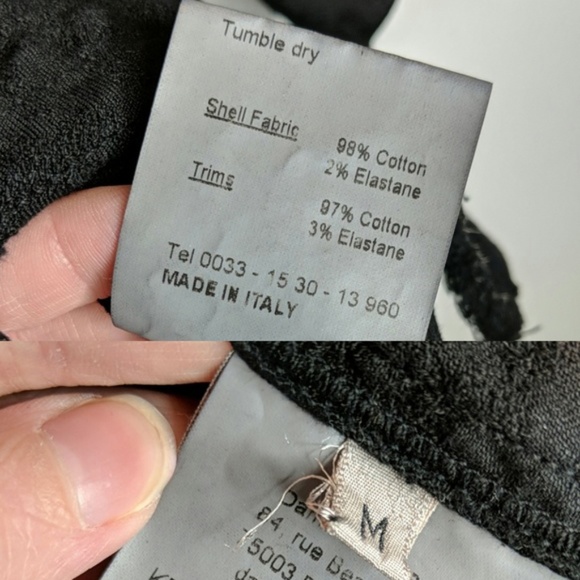 Tumble dry
Shell Fabric
98% Cotton
2% Elastane
Trims
97% Cotton
3% Elastane
Tel 0033 - 15 30 - 13 960
MADE IN ITALY
M
84, rue